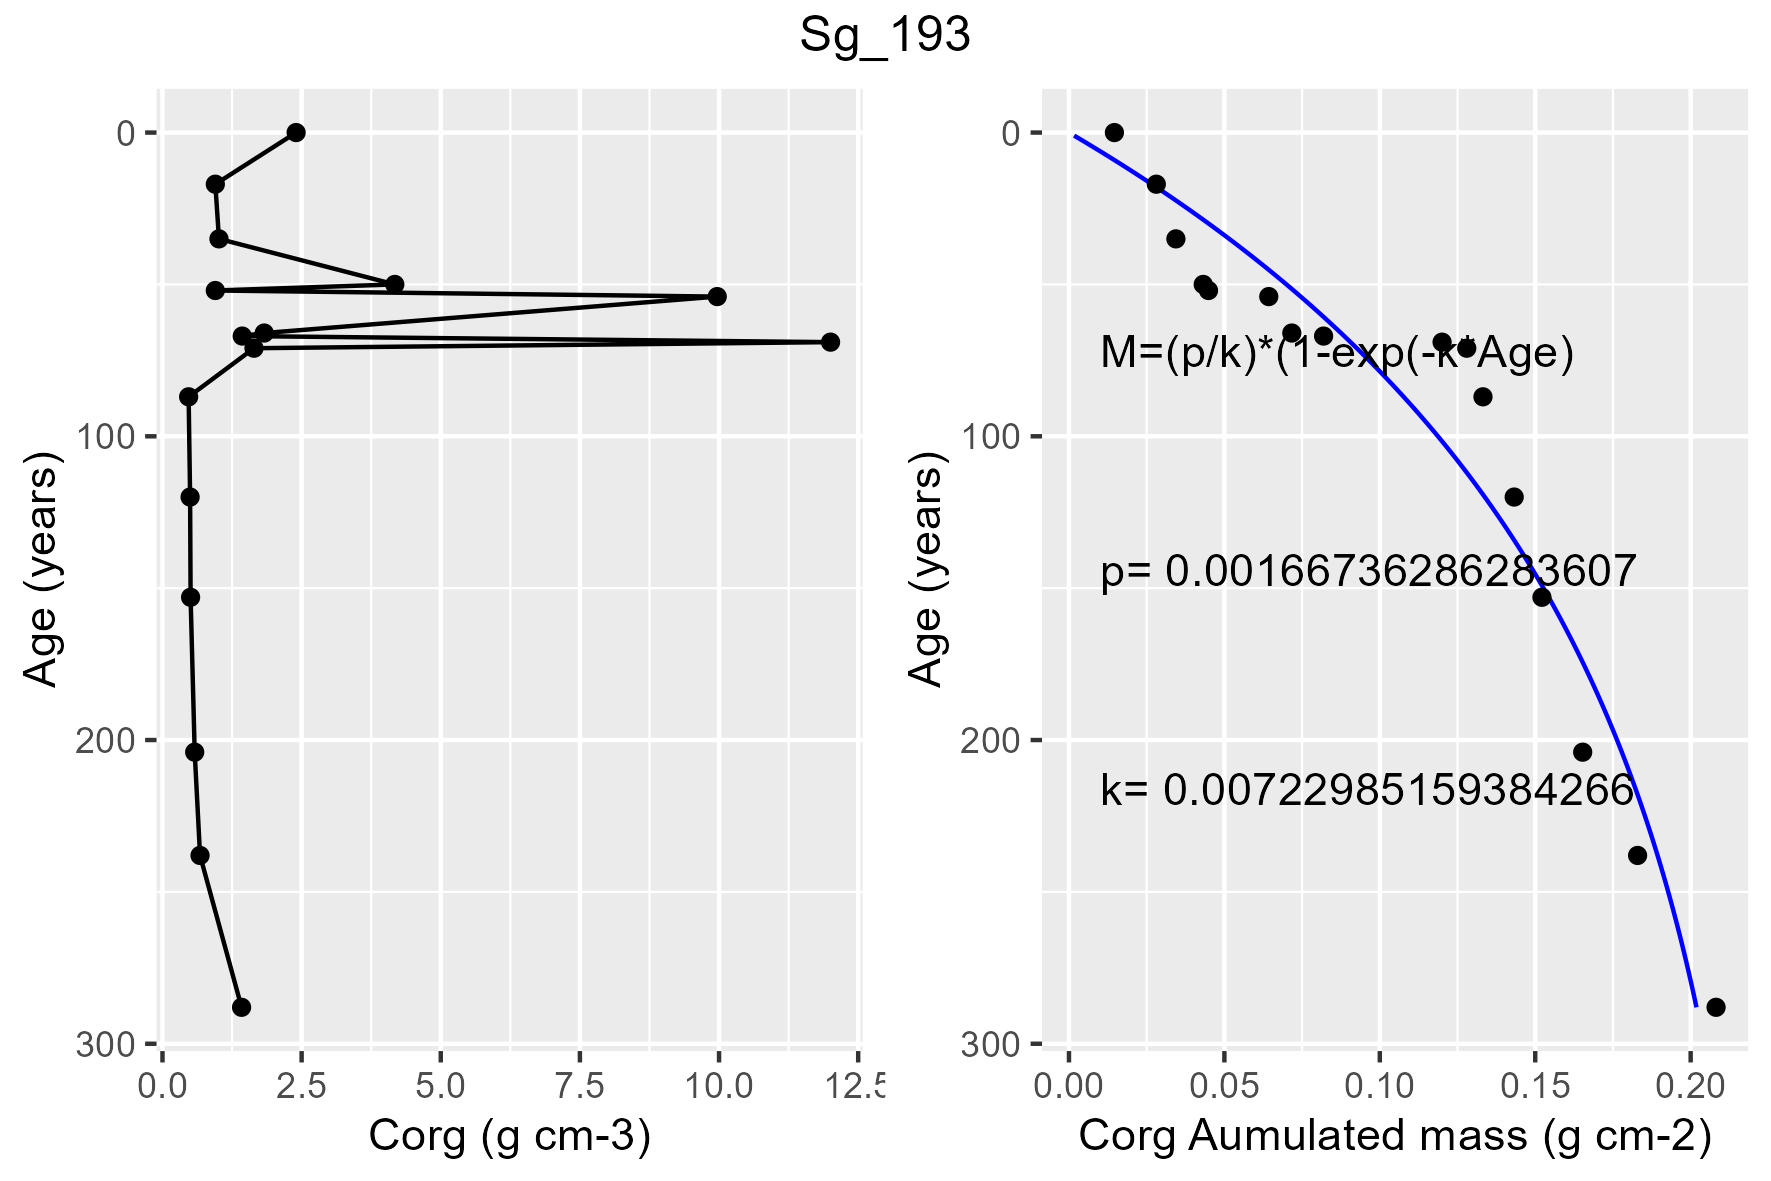 Sg_193
0
100
200
300
Age (years)
0.0
2.5
5.0
7.5
10.0
12.5
Corg (g cm-3)
0
100
200
300
Age (years)
M=(p/k)*(1-exp(-k*Age)
p= 0.00166736286283607
k= 0.00722985159384266
0.00
0.05
0.10
0.15
0.20
Corg Aumulated mass (g cm-2)